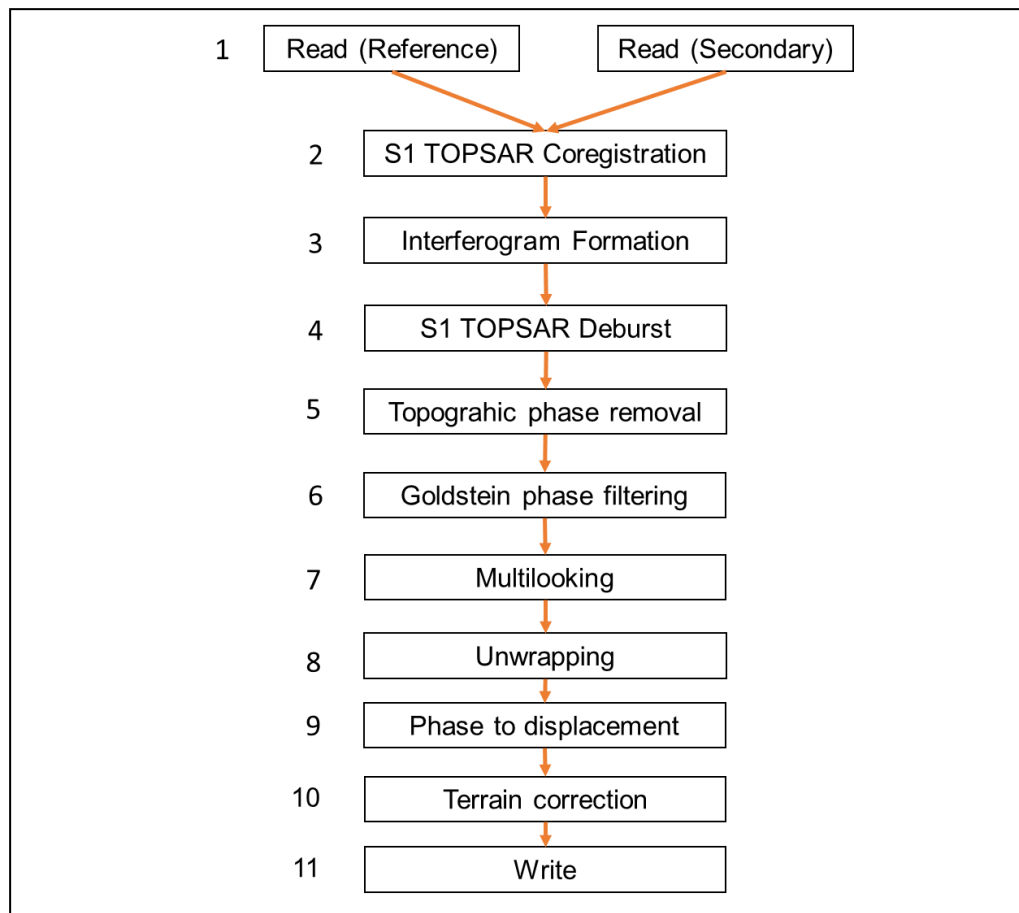 1 Read (Reference) Read (Secondary)
2 S1 TOPSAR Coregistration
3 Interferogram Formation
4 S1 TOPSAR Deburst
5 Topograhic phase removal
6 Goldstein phase filtering
7 Multilooking
8 Unwrapping
9 Phase to displacement
10 Terrain correction
11 Write